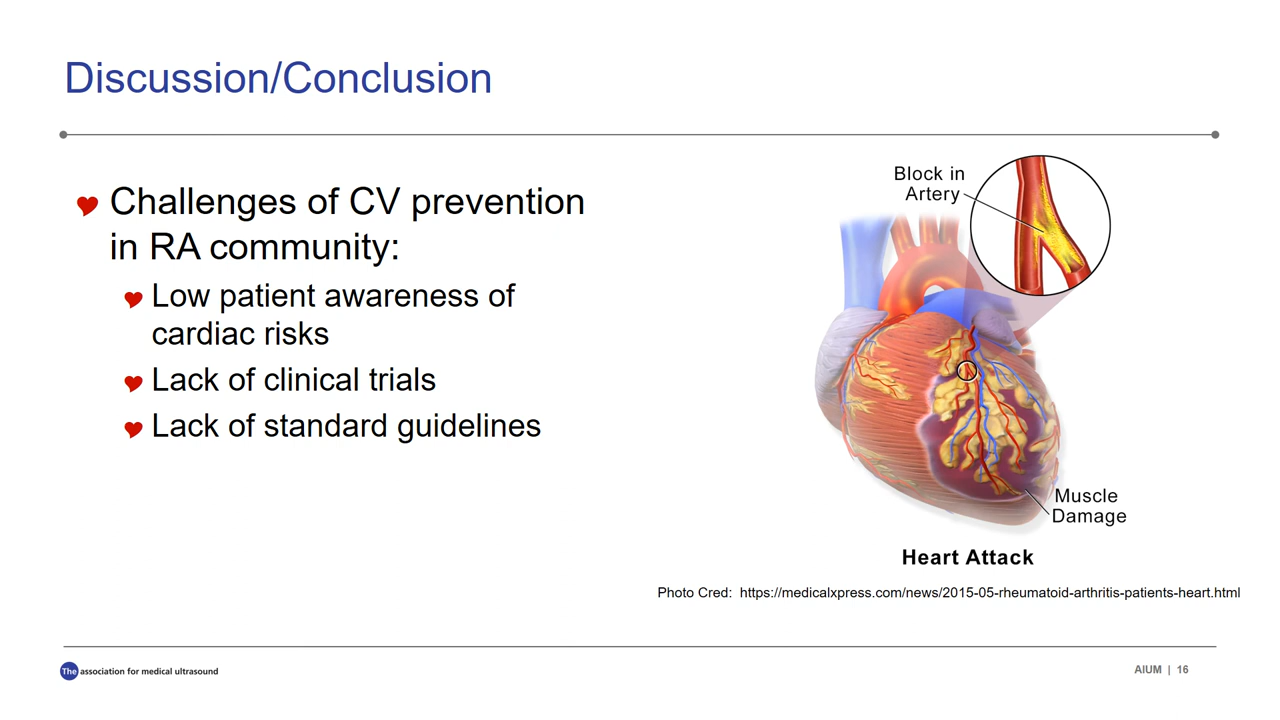 Discussion/Conclusion
Challenges of CV prevention
in RA community:
Low patient awareness of
cardiac risks
Lack of clinical trials
Lack of standard guidelines
Block in
Artery
Muscle
Damage
Heart Attack
Photo Cred: https://medicalxpress.com/news/2015-05-rheumatoid-arthritis-patients-heart.html
The association for medical ultrasound
AIUM | 16